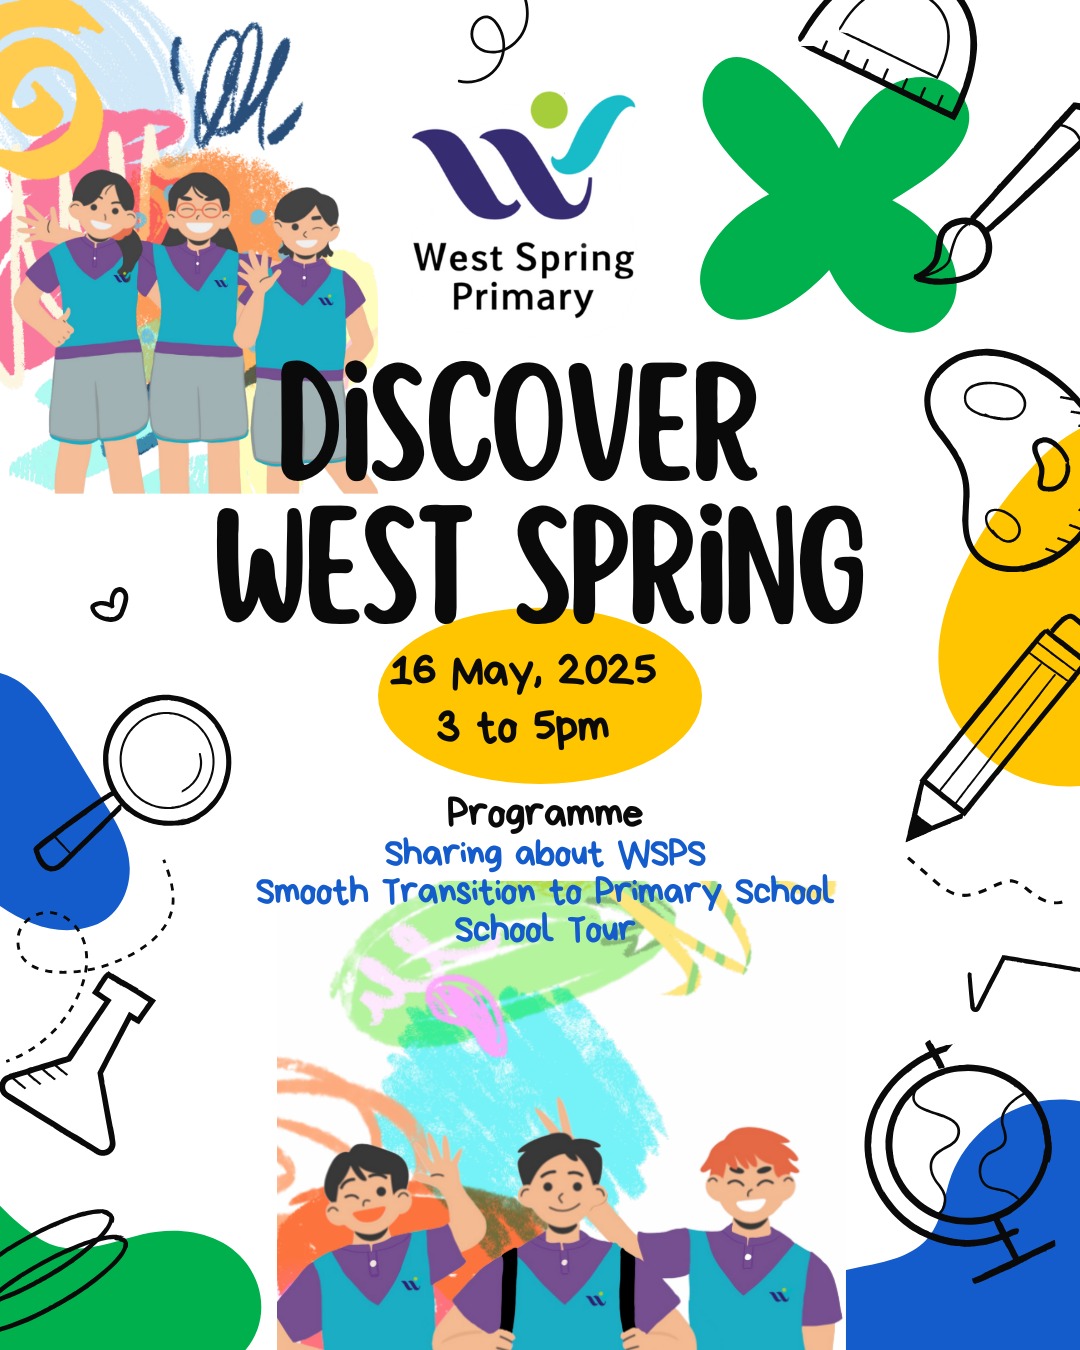 West Spring
Primary
DiSCOVER
WEST SPRiNG
16 May, 2025
3 to 5pm
Programme
Sharing about WSPS
Smooth Transition to Primary School
School Tour